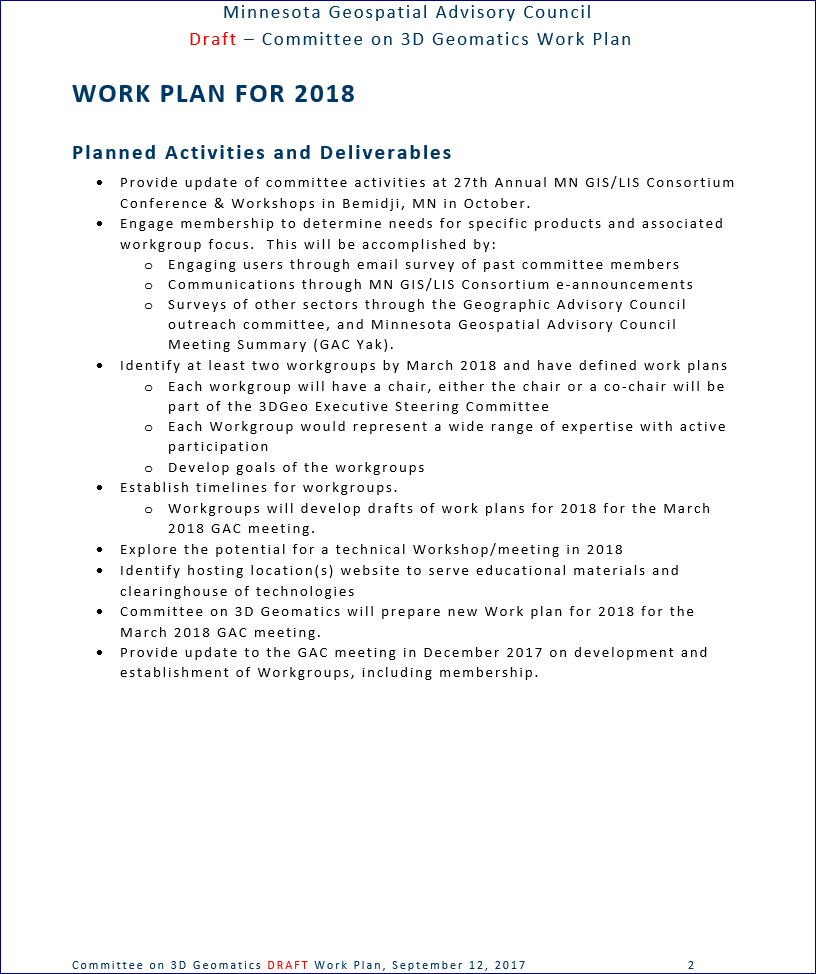 Minnesota Geospatial Advisory Council
Draft – Committee on 3D Geomatics Work Plan
WORK PLAN FOR 2018
Planned Activities and Deliverables
• Provide update of committee activities at 27th Annual MN GIS/LIS Consortium
Conference & Workshops in Bemidji, MN in October.
• Engage membership to determine needs for specific products and associated
workgroup focus.  This will be accomplished by:
o Engaging users through email survey of past committee members
o Communications through MN GIS/LIS Consortium e-announcements
o Surveys of other sectors through the Geographic Advisory Council
outreach committee, and Minnesota Geospatial Advisory Council
Meeting Summary (GAC Yak).
• Identify at least two workgroups by March 2018 and have defined work plans
o Each workgroup will have a chair, either the chair or a co-chair will be
part of the 3DGeo Executive Steering Committee
o Each Workgroup would represent a wide range of expertise with active
participation
o Develop goals of the workgroups
• Establish timelines for workgroups.
o Workgroups will develop drafts of work plans for 2018 for the March
2018 GAC meeting.
• Explore the potential for a technical Workshop/meeting in 2018
• Identify hosting location(s) website to serve educational materials and
clearinghouse of technologies
• Committee on 3D Geomatics will prepare new Work plan for 2018 for the
March 2018 GAC meeting.
• Provide update to the GAC meeting in December 2017 on development and
establishment of Workgroups, including membership.
Committee on 3D Geomatics DRAFT Work Plan, September 12, 2017 2